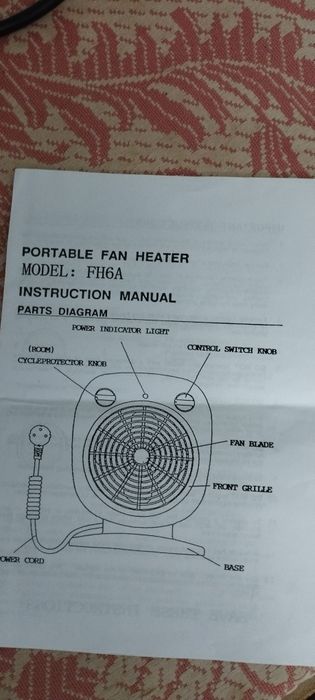 PORTABLE FAN HEATER
MODEL: FH6A
INSTRUCTION MANUAL
PARTS DIAGRAM
POWER INDICATOR LIGHT
(ROOM)
CYCLEPROTECTOR KNOB
CONTROL SWITCH KNOB
FAN BLADE
FRONT GRILLE
OWER CORD
BASE